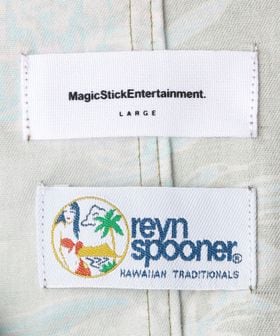 MagicStickEntertainment.
LARGE
reyn
spooner®
HAWAIIAN TRADITIONALS